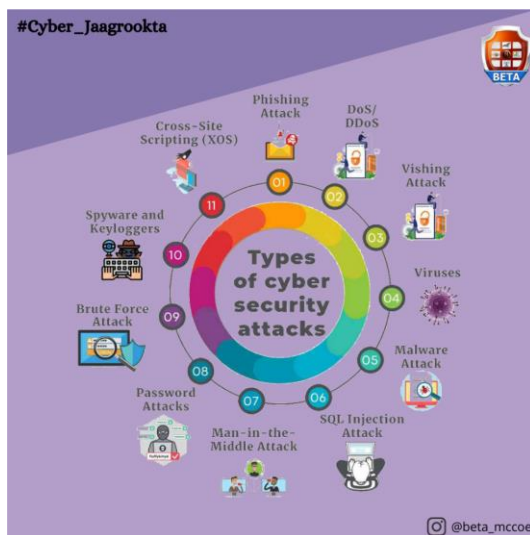 #Cyber_Jaagrookta
BETA
Phishing
Attack
01
DoS/
DDoS
02
Vishing
Attack
03
Viruses
04
Malware
Attack
05
SQL Injection
Attack
06
Man-in-the-
Middle Attack
07
Password
Attacks
08
Brute Force
Attack
09
Spyware and
Keyloggers
10
Cross-Site
Scripting (XOS)
11
Types
of cyber
security
attacks
@beta_mccoe